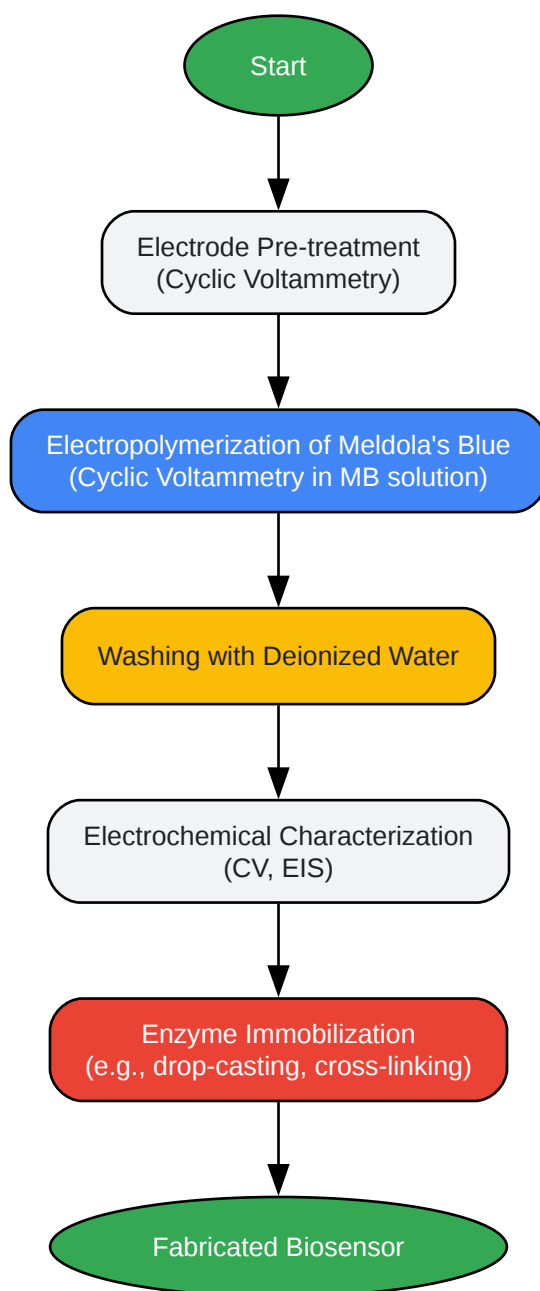 Start
Electrode Pre-treatment
(Cyclic Voltammetry)
Electropolymerization of Meldola's Blue
(Cyclic Voltammetry in MB solution)
Washing with Deionized Water
Electrochemical Characterization
(CV, EIS)
Enzyme Immobilization
(e.g., drop-casting, cross-linking)
Fabricated Biosensor